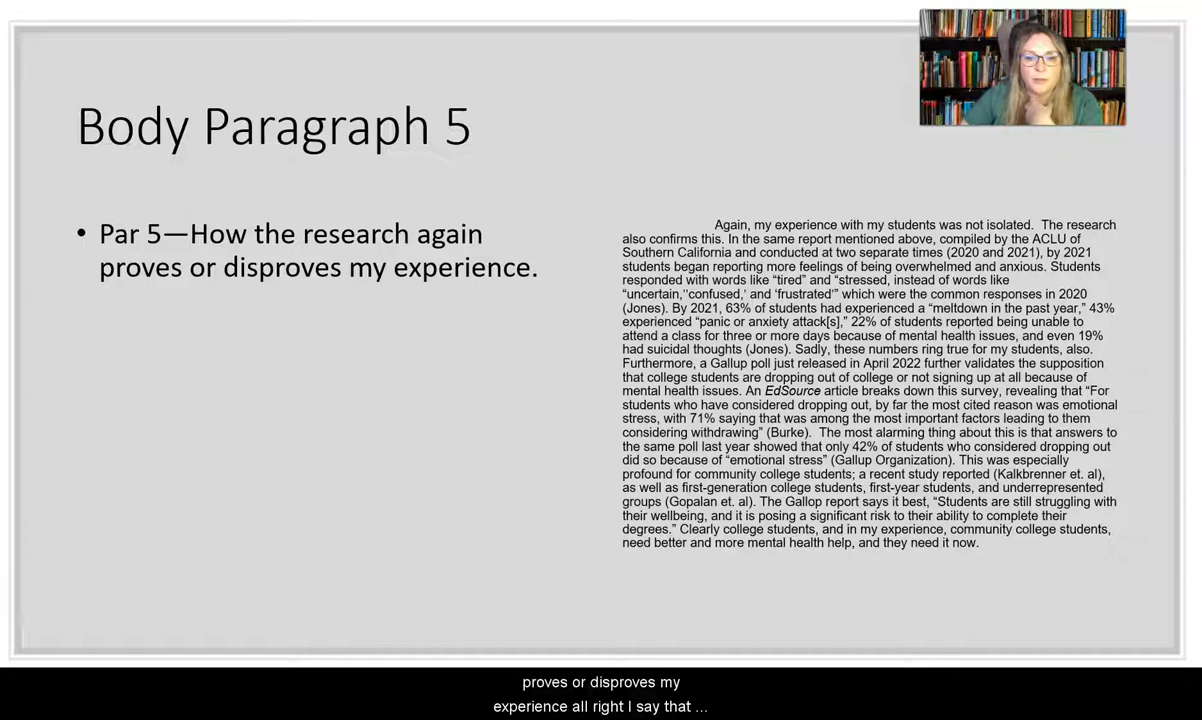 Body Paragraph 5
• Par 5—How the research again
proves or disproves my experience.
Again, my experience with my students was not isolated.  The research
also confirms this. In the same report mentioned above, compiled by the ACLU of
Southern California and conducted at two separate times (2020 and 2021), by 2021
students began reporting more feelings of being overwhelmed and anxious. Students
responded with words like “tired” and “stressed, instead of words like
“uncertain,”confused,’ and ‘frustrated’” which were the common responses in 2020
(Jones). By 2021, 63% of students had experienced a “meltdown in the past year,” 43%
experienced “panic or anxiety attack[s],” 22% of students reported being unable to
attend a class for three or more days because of mental health issues, and even 19%
had suicidal thoughts (Jones). Sadly, these numbers ring true for my students, also.
Furthermore, a Gallup poll just released in April 2022 further validates the supposition
that college students are dropping out of college or not signing up at all because of
mental health issues. An EdSource article breaks down this survey, revealing that “For
students who have considered dropping out, by far the most cited reason was emotional
stress, with 71% saying that was among the most important factors leading to them
considering withdrawing” (Burke).  The most alarming thing about this is that answers to
the same poll last year showed that only 42% of students who considered dropping out
did so because of “emotional stress” (Gallup Organization). This was especially
profound for community college students; a recent study reported (Kalkbrenner et. al),
as well as first-generation college students, first-year students, and underrepresented
groups (Gopalan et. al). The Gallop report says it best, “Students are still struggling with
their wellbeing, and it is posing a significant risk to their ability to complete their
degrees.” Clearly college students, and in my experience, community college students,
need better and more mental health help, and they need it now.
proves or disproves my
experience all right I say that ...